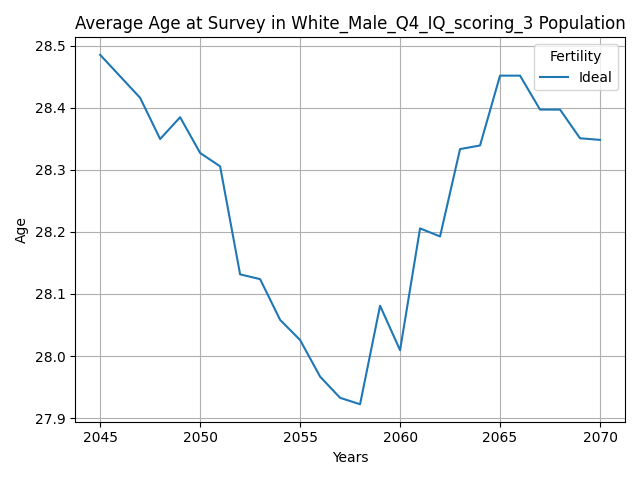 Average Age at Survey in White_Male_Q4_IQ_scoring_3 Population
Fertility
Ideal
28.5
28.4
28.3
28.2
28.1
28.0
27.9
Age
2045
2050
2055
2060
2065
2070
Years